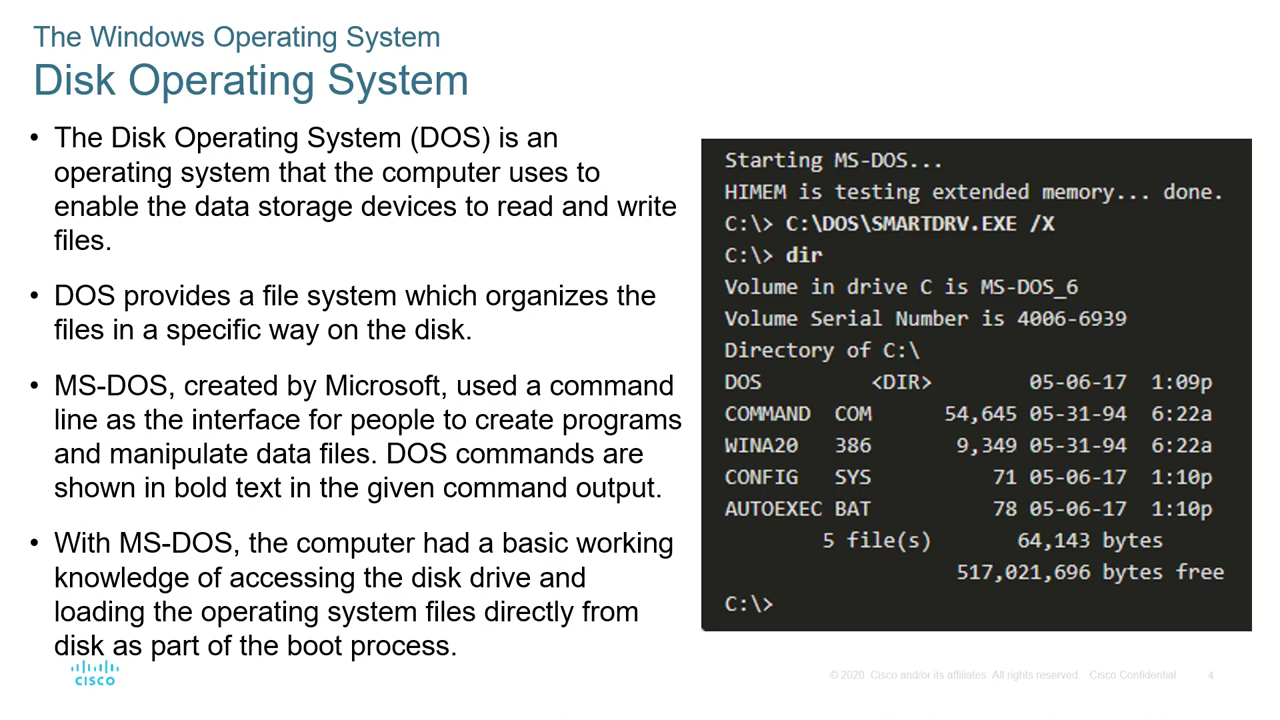 The Windows Operating System
Disk Operating System
• The Disk Operating System (DOS) is an
operating system that the computer uses to
enable the data storage devices to read and write
files.
• DOS provides a file system which organizes the
files in a specific way on the disk.
• MS-DOS, created by Microsoft, used a command
line as the interface for people to create programs
and manipulate data files. DOS commands are
shown in bold text in the given command output.
• With MS-DOS, the computer had a basic working
knowledge of accessing the disk drive and
loading the operating system files directly from
disk as part of the boot process.
Starting MS-DOS...
HIMEM is testing extended memory... done.
C:\> C:\DOS\SMARTDRV.EXE /X
C:\> dir
Volume in drive C is MS-DOS_6
Volume Serial Number is 4006-6939
Directory of C:\
DOS <DIR> 05-06-17 1:09p
COMMAND COM 54,645 05-31-94 6:22a
WINA20 386 9,349 05-31-94 6:22a
CONFIG SYS 71 05-06-17 1:10p
AUTOEXEC BAT 78 05-06-17 1:10p
5 file(s) 64,143 bytes
517,021,696 bytes free
C:\>
CISCO
© 2020 Cisco and/or its affiliates. All rights reserved. Cisco Confidential 4